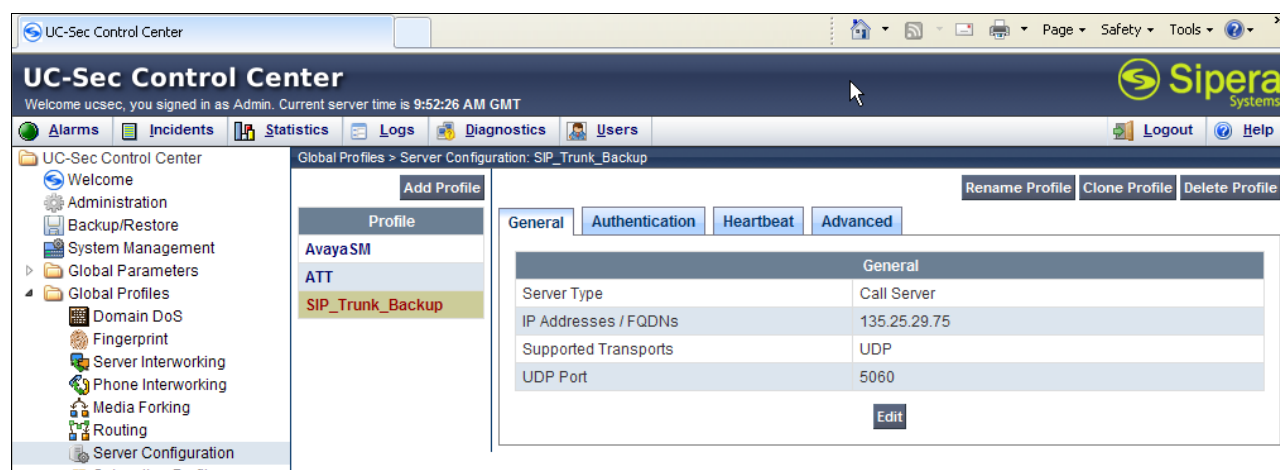 UC-Sec Control Center
Page Safety Tools
UC-Sec Control Center
Sipera Systems
Welcome ucsec, you signed in as Admin. Current server time is 9:52:26 AM GMT
Alarms Incidents Statistics Logs Diagnostics Users Logout Help
UC-Sec Control Center
Welcome
Administration
Backup/Restore
System Management
Global Parameters
Global Profiles
Domain DoS
Fingerprint
Server Interworking
Phone Interworking
Media Forking
Routing
Server Configuration
Global Profiles > Server Configuration: SIP_Trunk_Backup
Add Profile
Rename Profile Clone Profile Delete Profile
Profile
AvayaSM
ATT
SIP_Trunk_Backup
General Authentication Heartbeat Advanced
General
Server Type Call Server
IP Addresses / FQDNs 135.25.29.75
Supported Transports UDP
UDP Port 5060
Edit